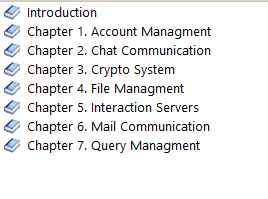 Introduction
Chapter 1. Account Managment
Chapter 2. Chat Communication
Chapter 3. Crypto System
Chapter 4. File Managment
Chapter 5. Interaction Servers
Chapter 6. Mail Communication
Chapter 7. Query Managment